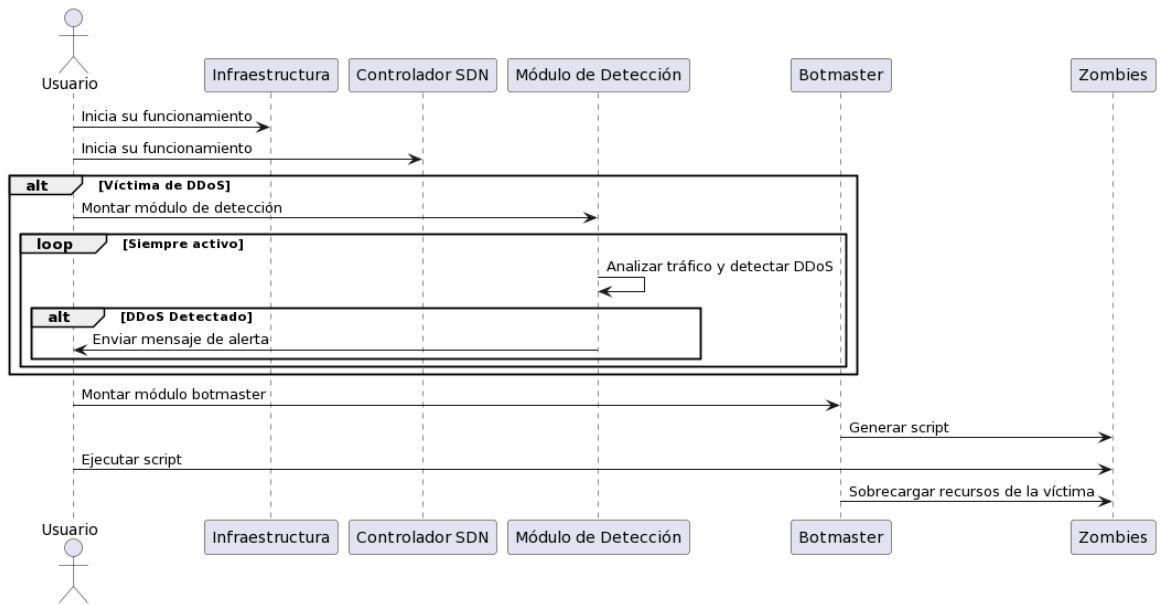 Usuario
Infraestructura
Controlador SDN
Módulo de Detección
Botmaster
Zombies
Inicia su funcionamiento
Inicia su funcionamiento
alt [Víctima de DDoS]
Montar módulo de detección
loop [Siempre activo]
Analizar tráfico y detectar DDoS
alt [DDoS Detectado]
Enviar mensaje de alerta
Montar módulo botmaster
Generar script
Ejecutar script
Sobrecargar recursos de la víctima
Usuario
Infraestructura
Controlador SDN
Módulo de Detección
Botmaster
Zombies